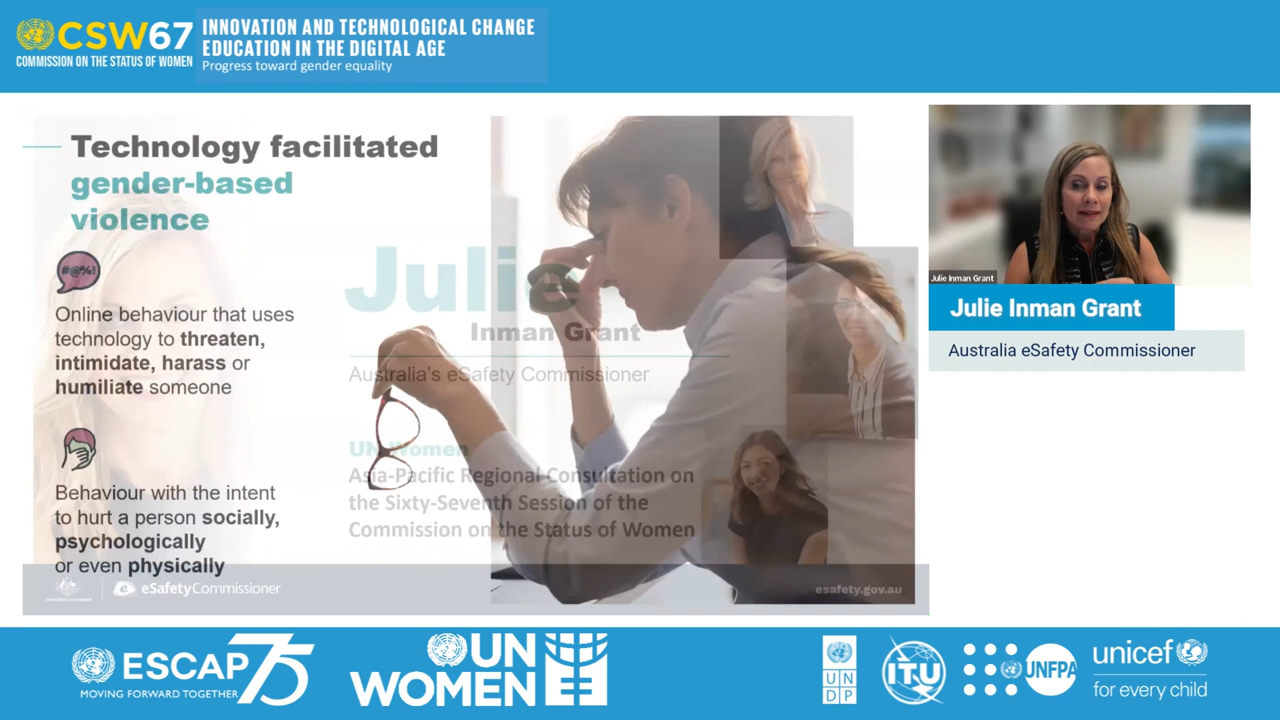 CSW67
COMMISSION ON THE STATUS OF WOMEN
INNOVATION AND TECHNOLOGICAL CHANGE
EDUCATION IN THE DIGITAL AGE
Progress toward gender equality
Technology facilitated
gender-based
violence
#@%!
Online behaviour that uses
technology to threaten,
intimidate, harass or
humiliate someone
Behaviour with the intent
to hurt a person socially,
psychologically
or even physically
Julie
Inman Grant
Australia's eSafety Commissioner
UN Women
Asia-Pacific Regional Consultation on
the Sixty-Seventh Session of the
Commission on the Status of Women
eSafetyCommissioner
esafety.gov.au
Julie Inman Grant
Julie Inman Grant
Australia eSafety Commissioner
ESCAP 75
MOVING FORWARD TOGETHER
UN
WOMEN
UN
DP
ITU
UNFPA
unicef
for every child